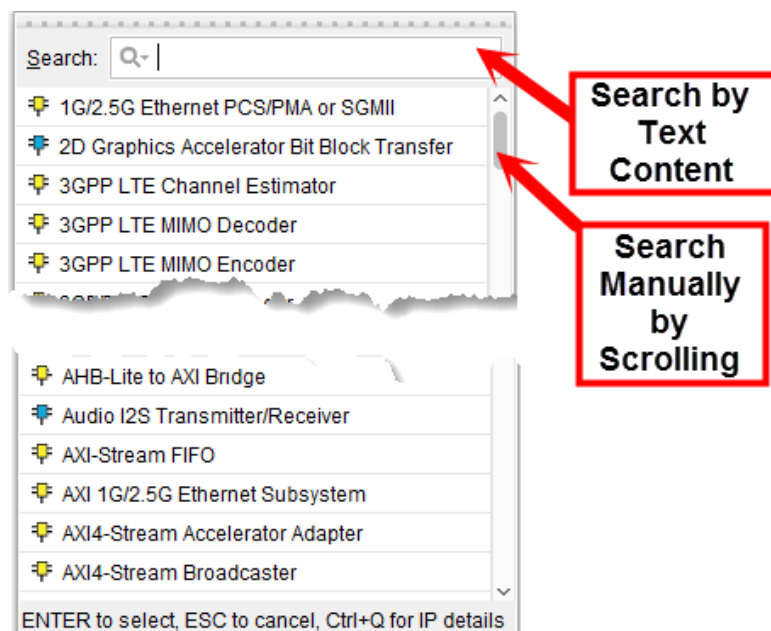 Search:
1G/2.5G Ethernet PCS/PMA or SGMII
2D Graphics Accelerator Bit Block Transfer
3GPP LTE Channel Estimator
3GPP LTE MIMO Decoder
3GPP LTE MIMO Encoder
AHB-Lite to AXI Bridge
Audio I2S Transmitter/Receiver
AXI-Stream FIFO
AXI 1G/2.5G Ethernet Subsystem
AXI4-Stream Accelerator Adapter
AXI4-Stream Broadcaster
ENTER to select, ESC to cancel, Ctrl+Q for IP details
Search by
Text
Content
Search
Manually
by
Scrolling